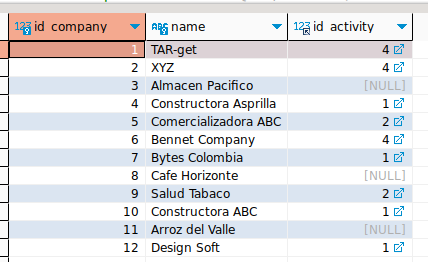 123 id_company name 123 id_activity
1 TAR-get 4
2 XYZ 4
3 Almacen Pacifico [NULL]
4 Constructora Asprilla 1
5 Comercializadora ABC 2
6 Bennet Company 4
7 Bytes Colombia 1
8 Cafe Horizonte [NULL]
9 Salud Tabaco 2
10 Constructora ABC 1
11 Arroz del Valle [NULL]
12 Design Soft 1